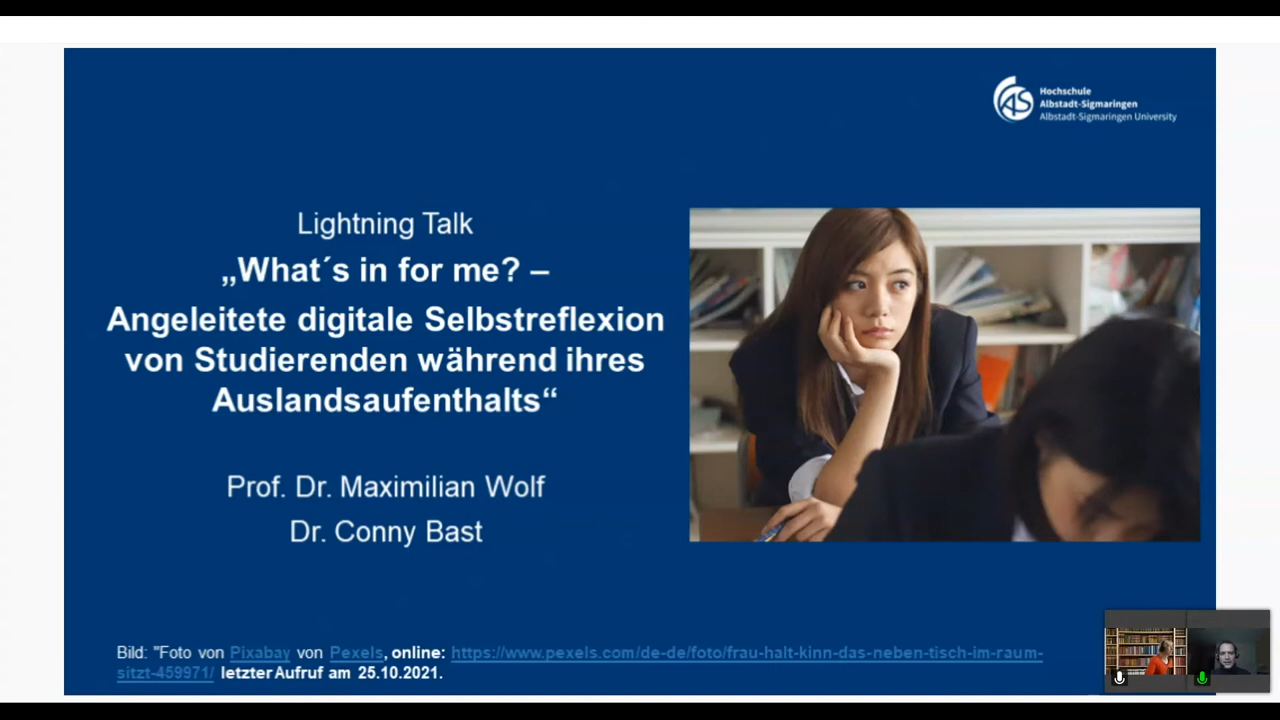 Hochschule
Albstadt-Sigmaringen
Albstadt-Sigmaringen University
Lightning Talk
„What´s in for me? –
Angeleitete digitale Selbstreflexion
von Studierenden während ihres
Auslandsaufenthalts“
Prof. Dr. Maximilian Wolf
Dr. Conny Bast
Bild: "Foto von Pixabay von Pexels, online: https://www.pexels.com/de-de/foto/frau-halt-kinn-das-neben-tisch-im-raum-
sitzt-459971/ letzter Aufruf am 25.10.2021.